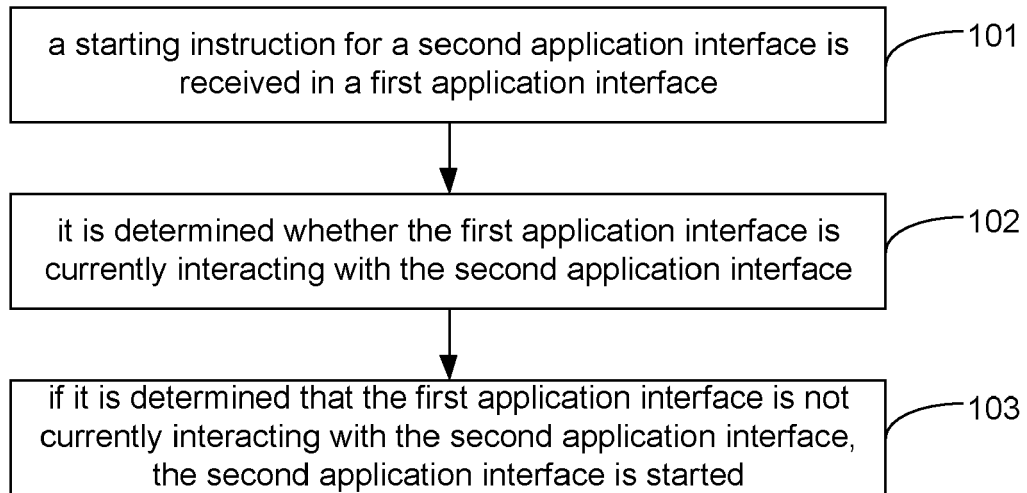 a starting instruction for a second application interface is
received in a first application interface
101
it is determined whether the first application interface is
currently interacting with the second application interface
102
if it is determined that the first application interface is not
currently interacting with the second application interface,
the second application interface is started
103